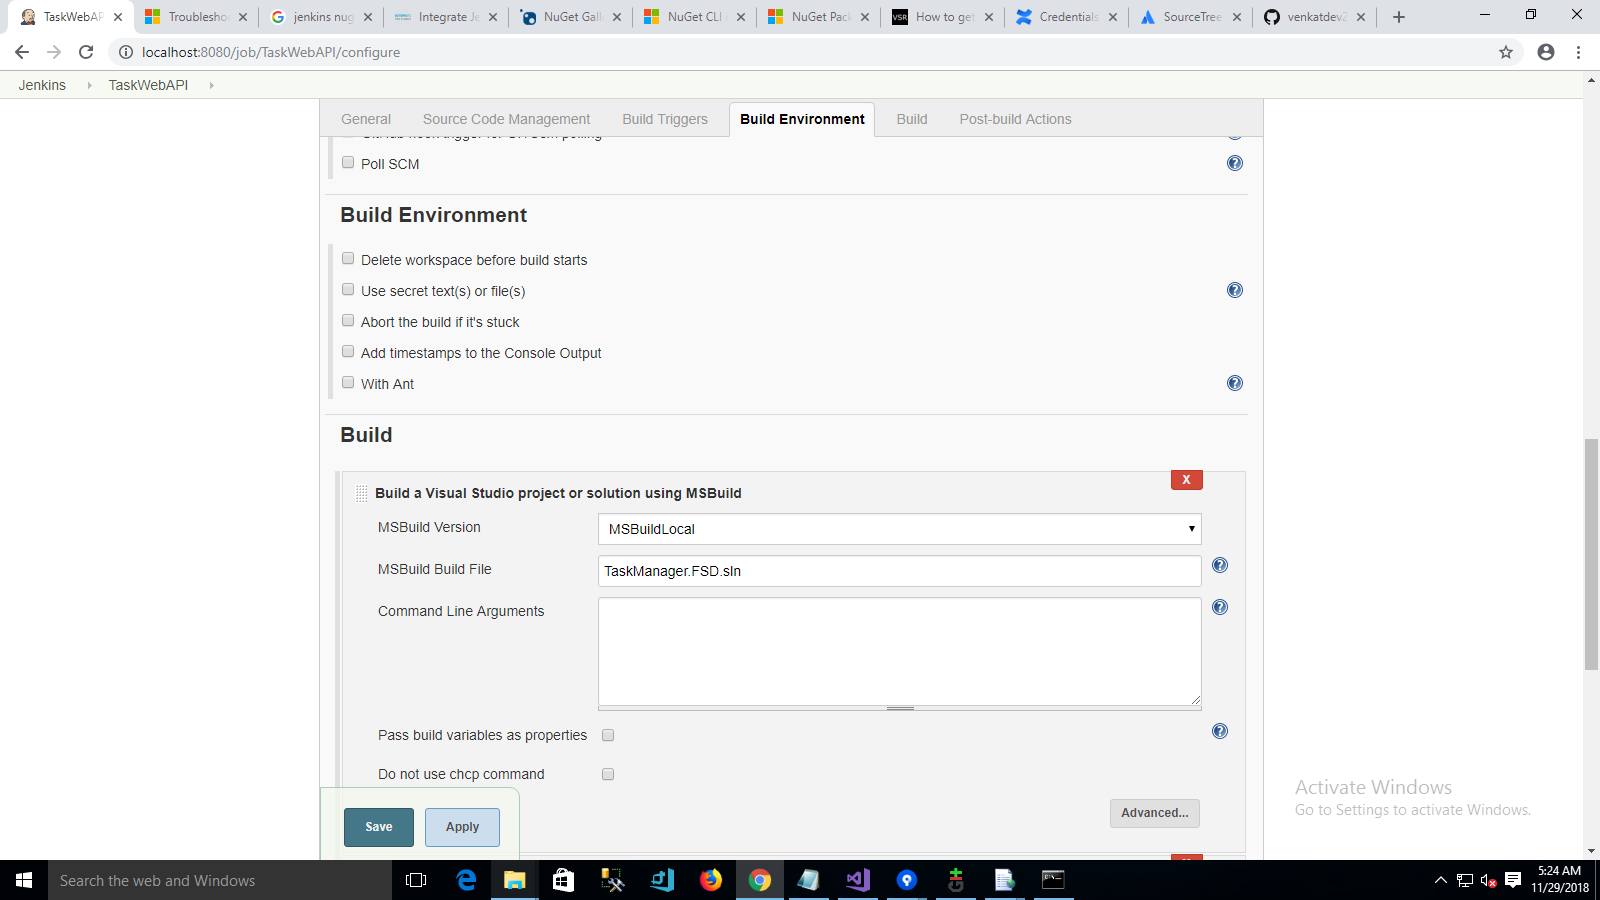 TaskWebAP
Troublesho
jenkins nug
Integrate Je
NuGet Gall
NuGet CLI
NuGet Pack
VSR How to get
Credentials
SourceTree
venkatdev2
localhost:8080/job/TaskWebAPI/configure
Jenkins
TaskWebAPI
General
Source Code Management
Build Triggers
Build Environment
Build
Post-build Actions
Poll SCM
Build Environment
Delete workspace before build starts
Use secret text(s) or file(s)
Abort the build if it's stuck
Add timestamps to the Console Output
With Ant
Build
X
Build a Visual Studio project or solution using MSBuild
MSBuild Version
MSBuildLocal
MSBuild Build File
TaskManager.FSD.sln
Command Line Arguments
Pass build variables as properties
Do not use chcp command
Advanced...
Save
Apply
Activate Windows
Go to Settings to activate Windows.
Search the web and Windows
5:24 AM
11/29/2018